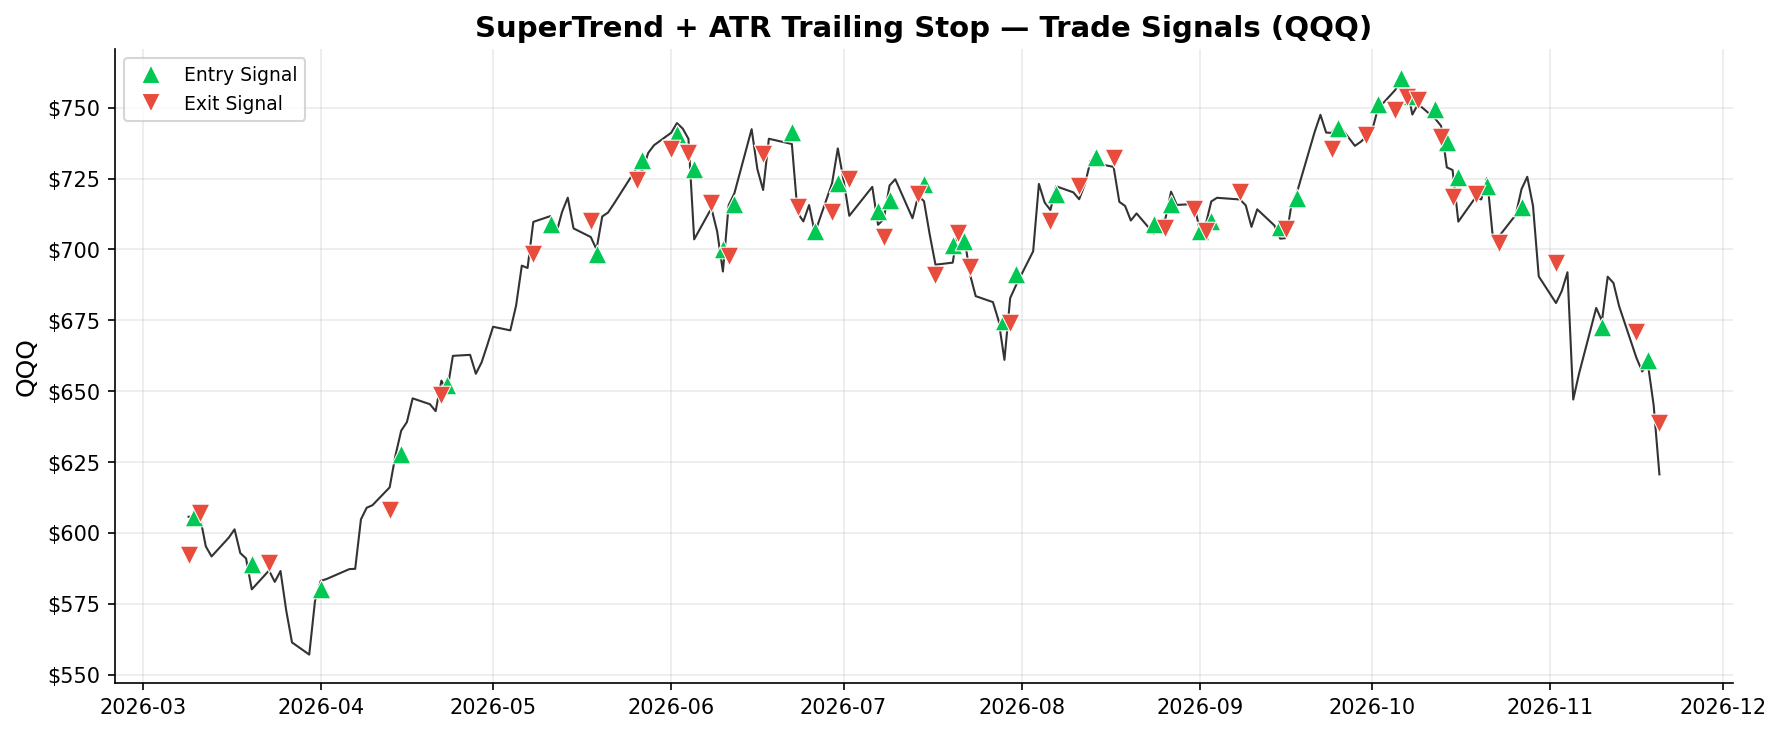 SuperTrend + ATR Trailing Stop — Trade Signals (QQQ)
Entry Signal
Exit Signal
QQQ
$750
$725
$700
$675
$650
$625
$600
$575
$550
2026-03 2026-04 2026-05 2026-06 2026-07 2026-08 2026-09 2026-10 2026-11 2026-12